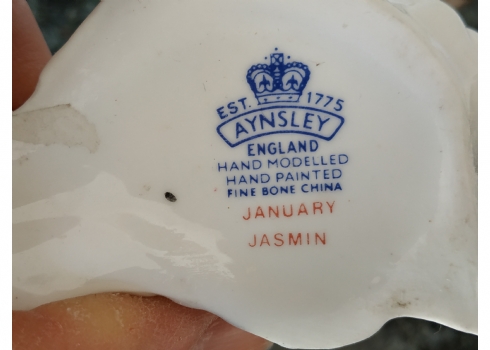 EST. 1775
AYNSLEY
ENGLAND
HAND MODELLED
HAND PAINTED
FINE BONE CHINA
JANUARY
JASMIN